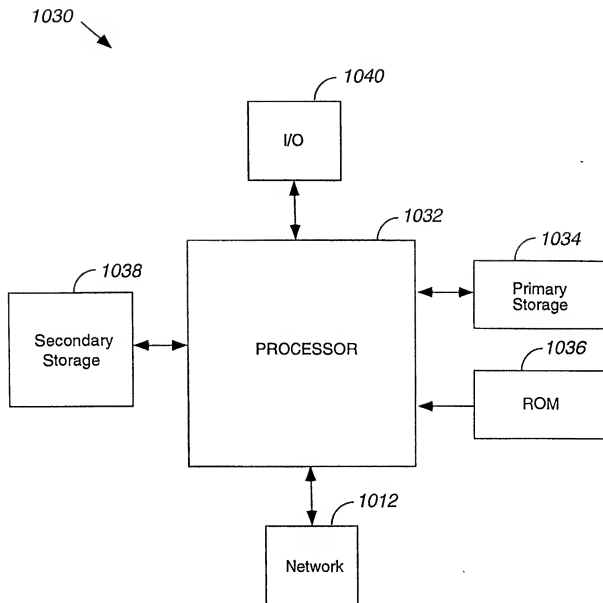 1030
1040
I/O
1032
1034
1038
Primary
Storage
Secondary
Storage
PROCESSOR
1036
ROM
1012
Network